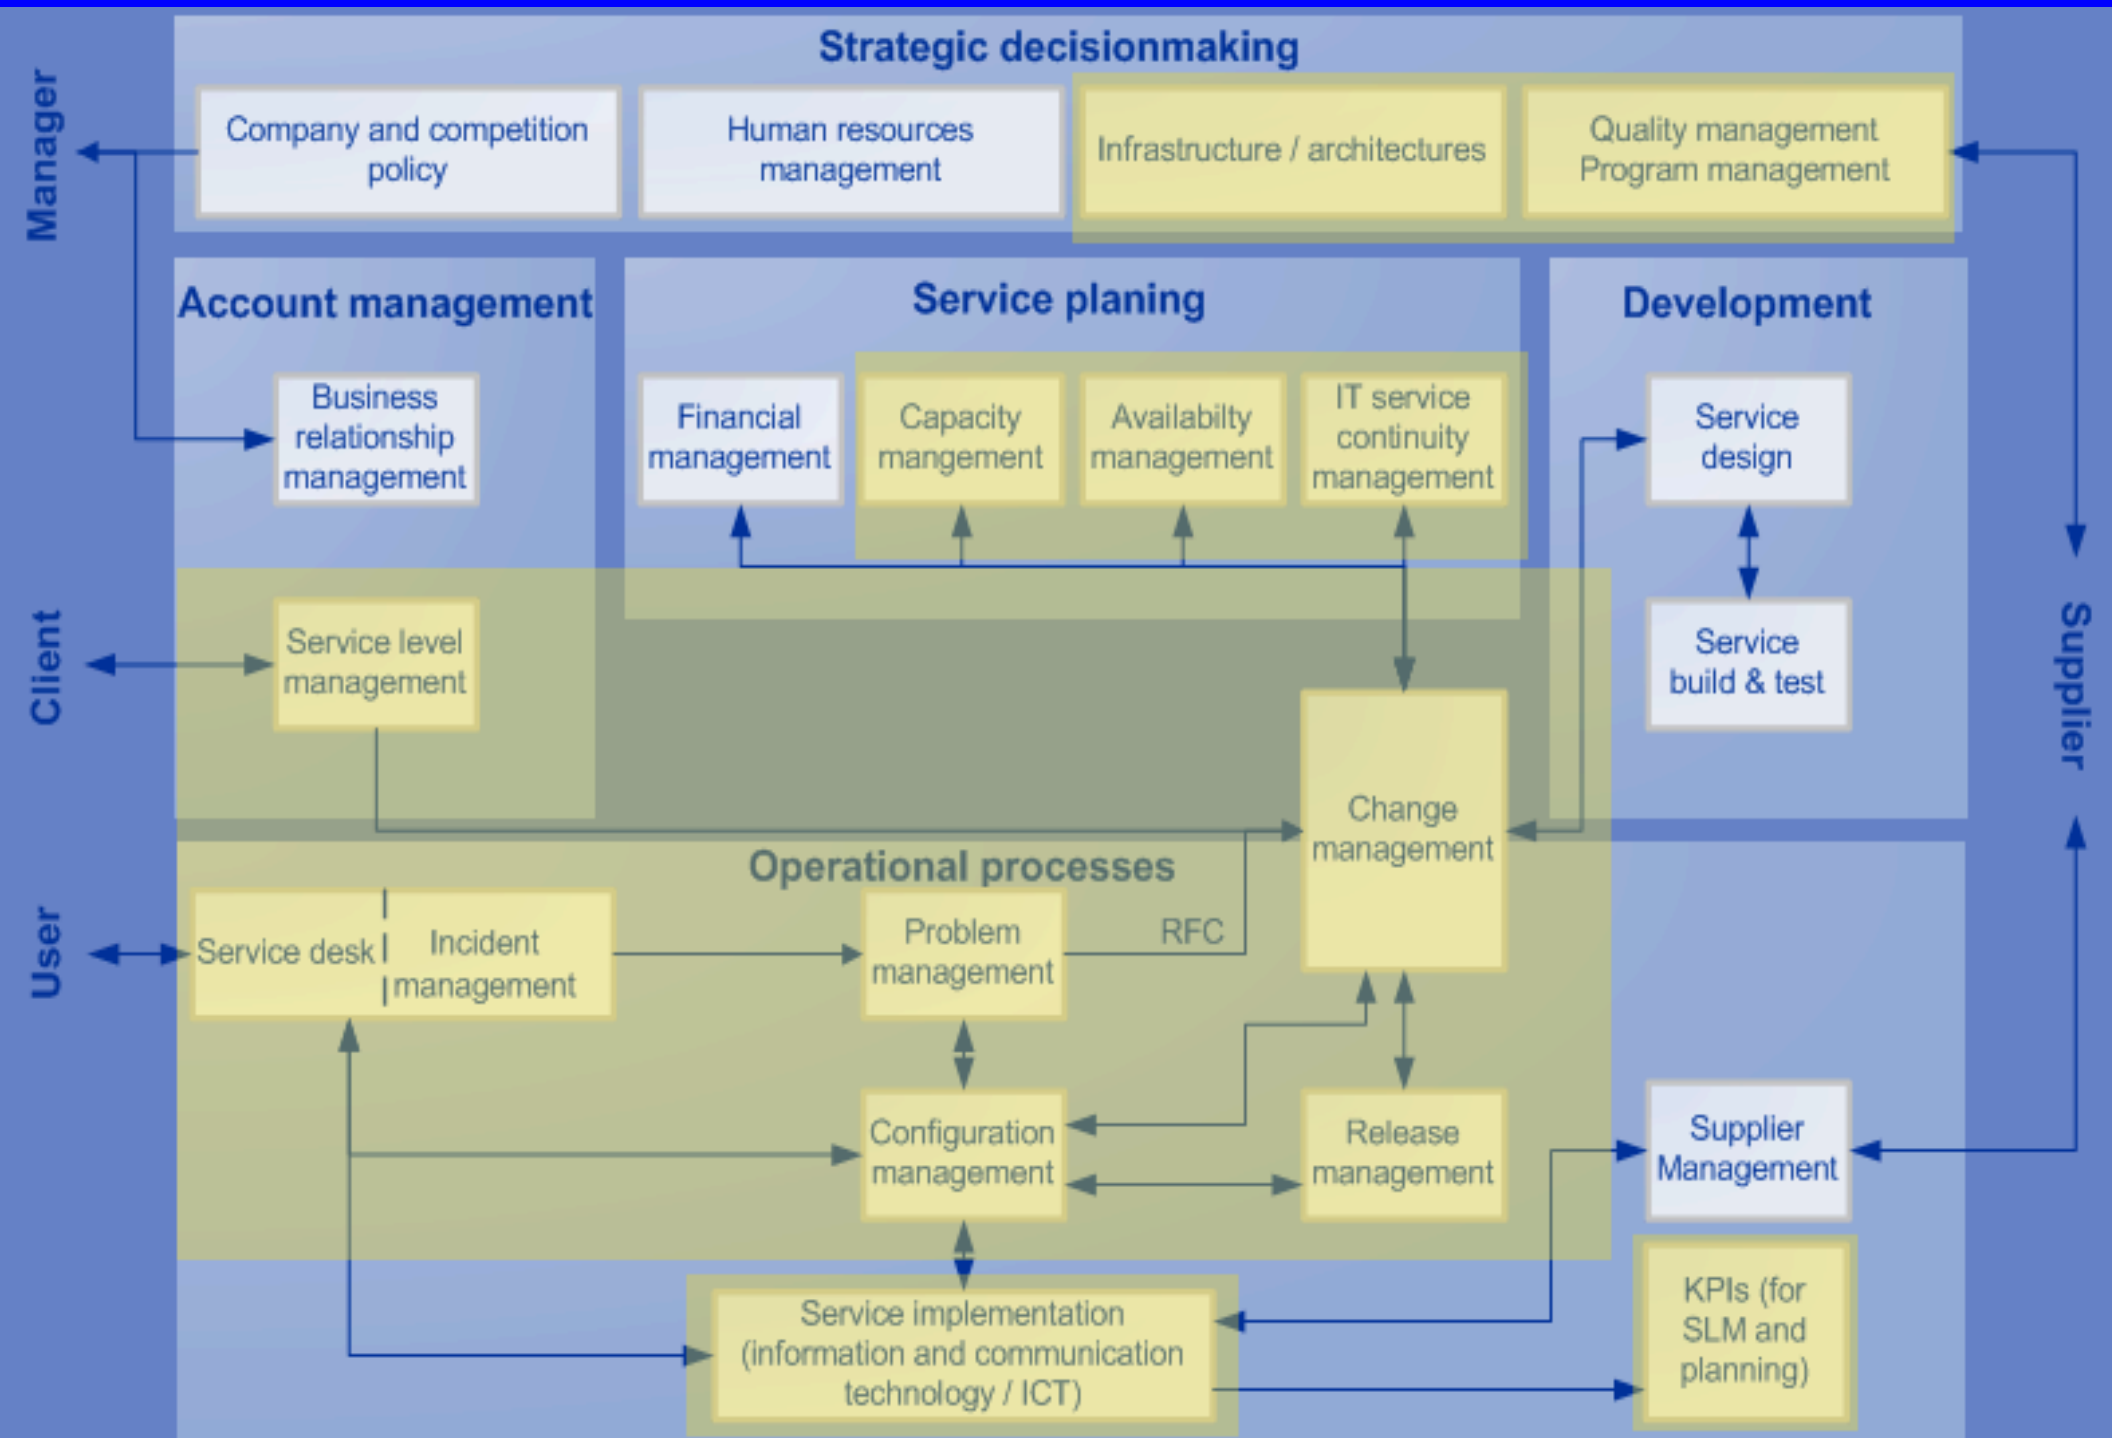 Strategic decisionmaking
Manager
Company and competition
policy
Human resources
management
Infrastructure / architectures
Quality management
Program management
Account management
Service planing
Development
Business
relationship
management
Financial
management
Capacity
mangement
Availabilty
management
IT service
continuity
management
Service
design
Client
Service level
management
Service
build & test
Supplier
Change
management
Operational processes
User
Service desk
Incident
management
Problem
management
RFC
Configuration
management
Release
management
Supplier
Management
Service implementation
(information and communication
technology / ICT)
KPIs (for
SLM and
planning)